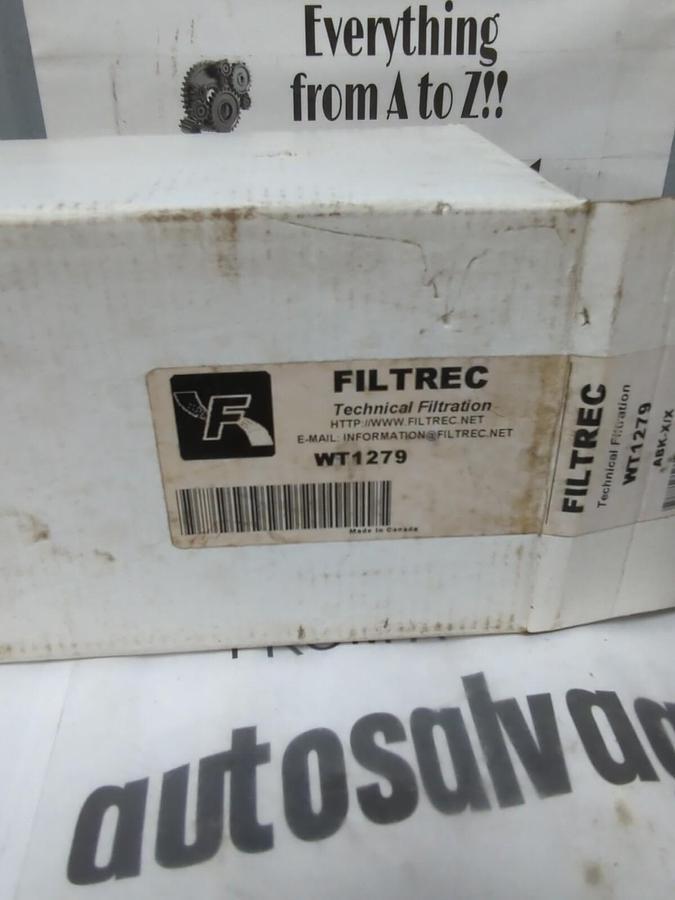 Everything
from A to Z!!
F
FILTREC
Technical Filtration
HTTP://WWW.FILTREC.NET
E-MAIL: INFORMATION@FILTREC.NET
WT1279
Made in Canada
FILTREC
Technical Filtration
WT1279
ABK-X/X
autosalvag